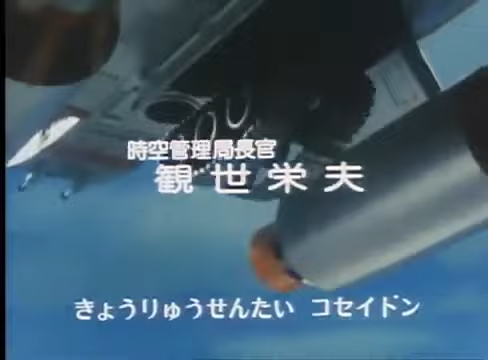 時空管理局長官
観世栄夫
きょうりゅうせんたい コセイドン